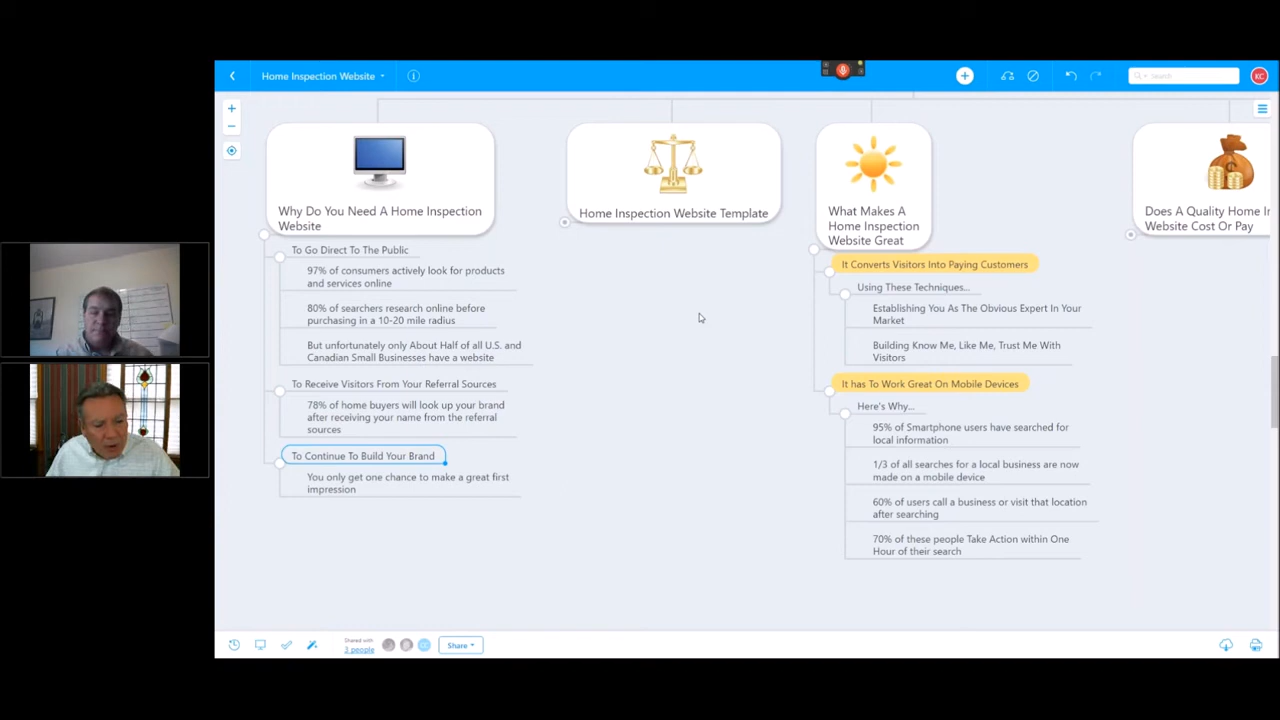 Home Inspection Website
Search
KC
Why Do You Need A Home Inspection
Website
To Go Direct To The Public
97% of consumers actively look for products
and services online
80% of searchers research online before
purchasing in a 10-20 mile radius
But unfortunately only About Half of all U.S. and
Canadian Small Businesses have a website
To Receive Visitors From Your Referral Sources
78% of home buyers will look up your brand
after receiving your name from the referral
sources
To Continue To Build Your Brand
You only get one chance to make a great first
impression
Home Inspection Website Template
What Makes A
Home Inspection
Website Great
It Converts Visitors Into Paying Customers
Using These Techniques...
Establishing You As The Obvious Expert In Your
Market
Building Know Me, Like Me, Trust Me With
Visitors
It has To Work Great On Mobile Devices
Here's Why...
95% of Smartphone users have searched for
local information
1/3 of all searches for a local business are now
made on a mobile device
60% of users call a business or visit that location
after searching
70% of these people Take Action within One
Hour of their search
Does A Quality Home In
Website Cost Or Pay
Shared with
3 people
Share